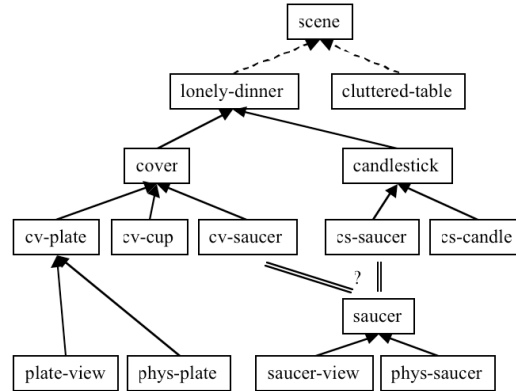 scene
lonely-dinner
cluttered-table
cover
candlestick
cv-plate
cv-cup
cv-saucer
cs-saucer
cs-candle
?
saucer
plate-view
phys-plate
saucer-view
phys-saucer